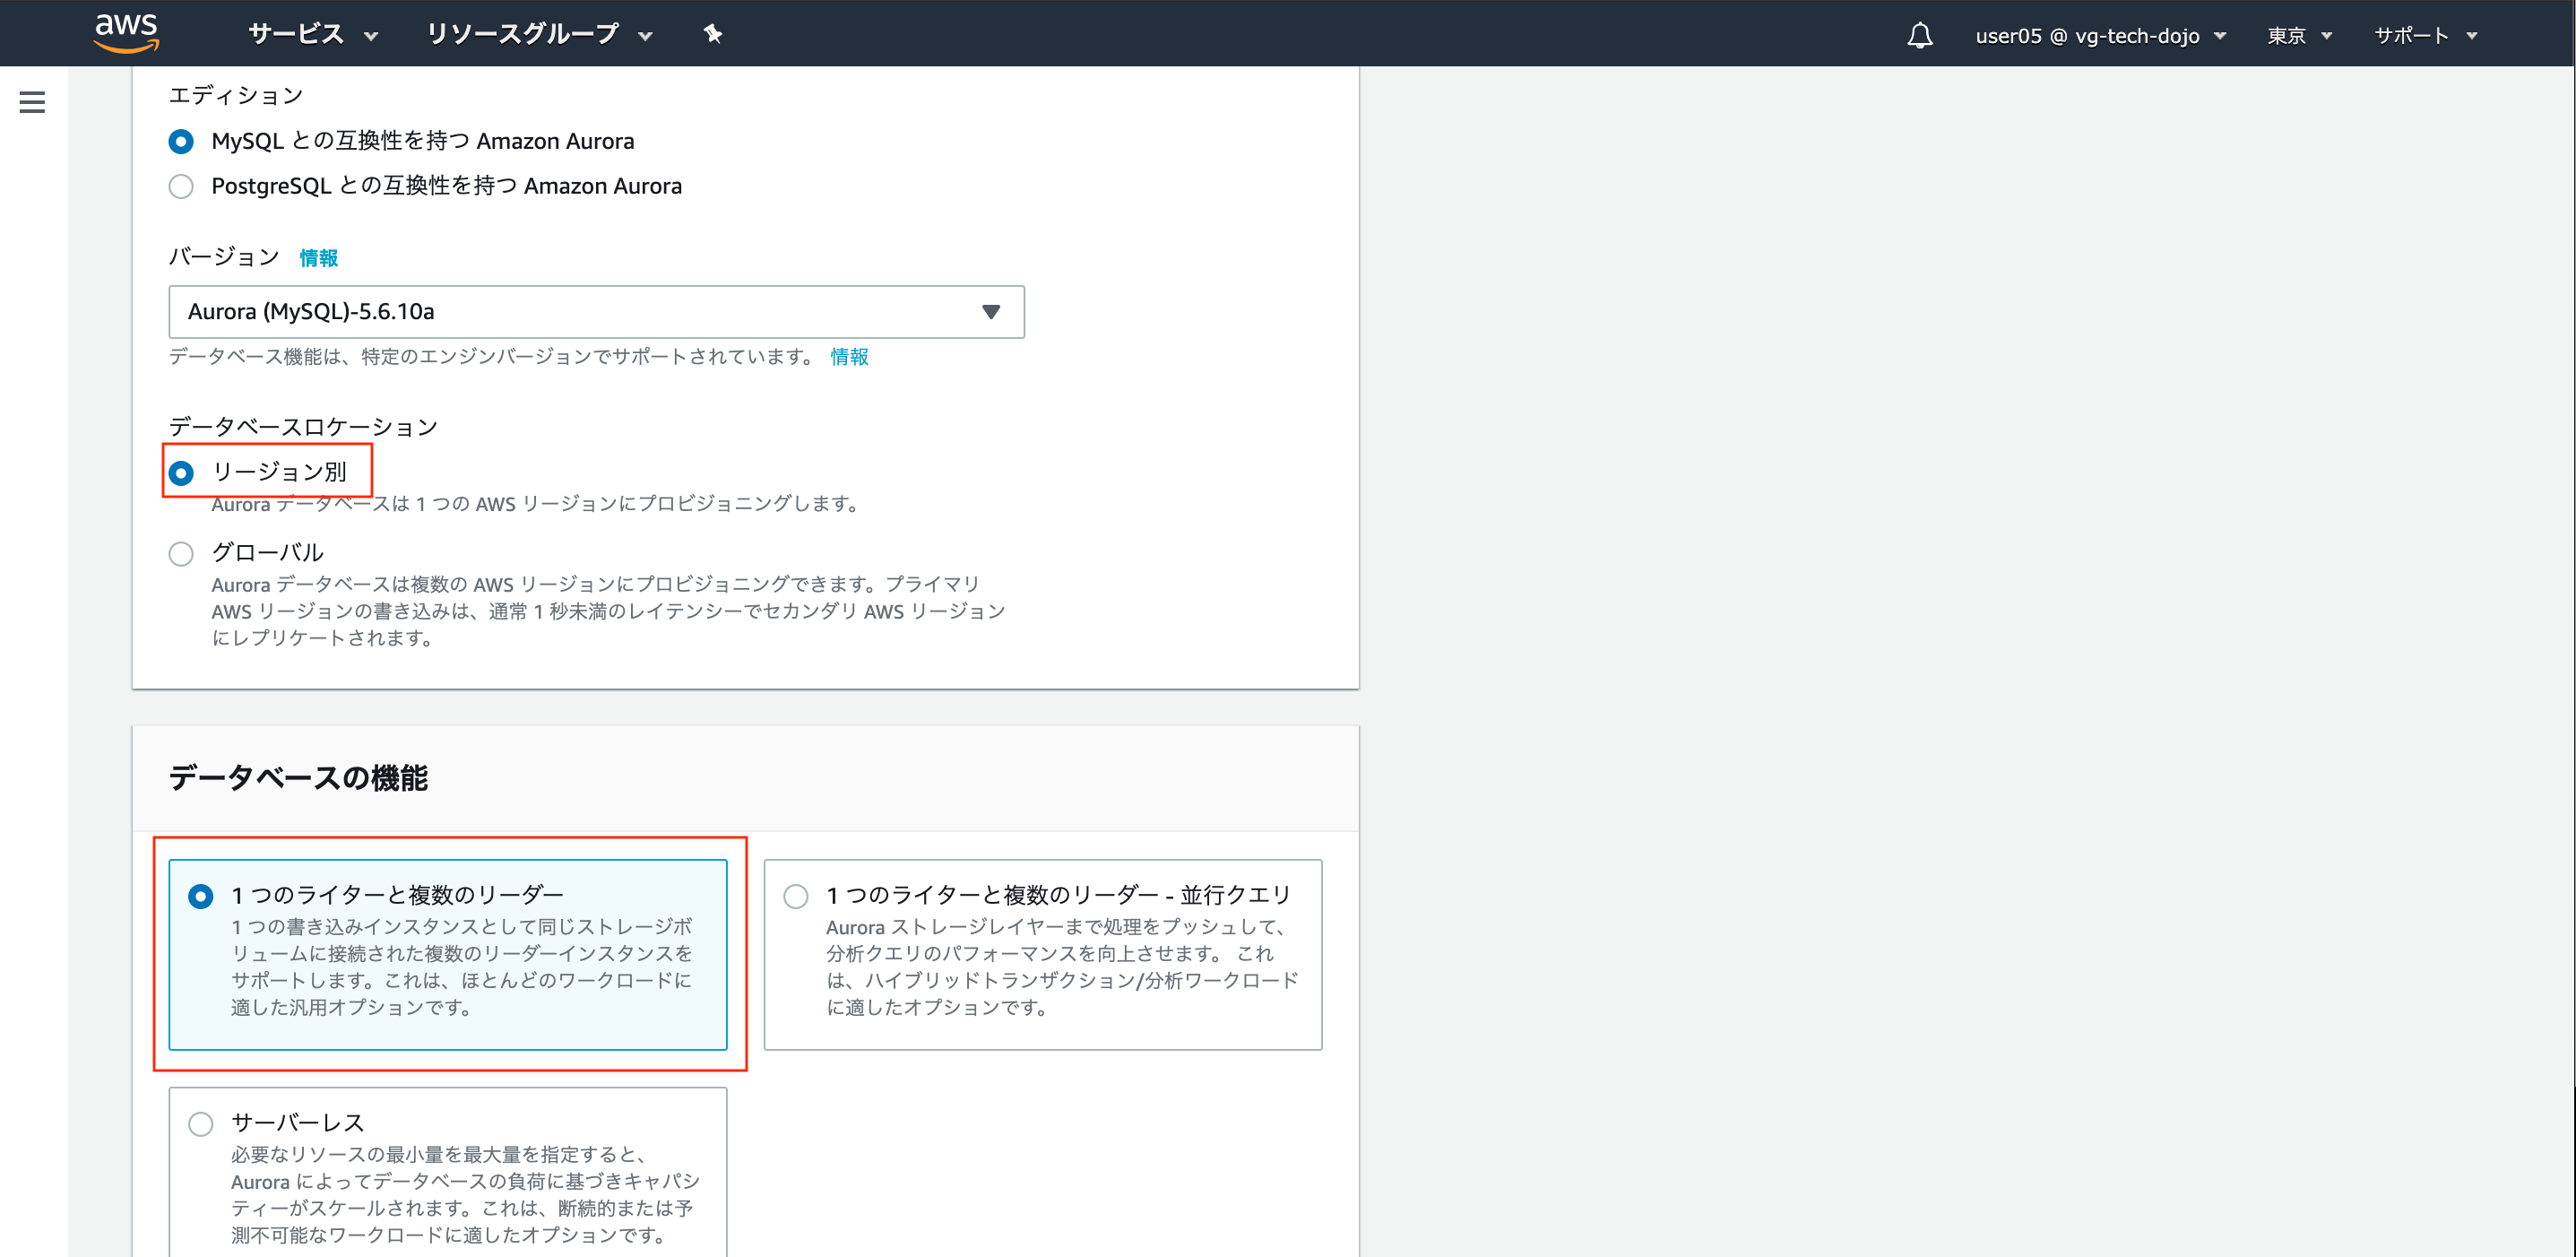 aws サービス リソースグループ user05 @ vg-tech-dojo 東京 サポート
エディション
MySQL との互換性を持つ Amazon Aurora
PostgreSQL との互換性を持つ Amazon Aurora
バージョン 情報
Aurora (MySQL)-5.6.10a
データベース機能は、特定のエンジンバージョンでサポートされています。 情報
データベースロケーション
リージョン別
Aurora データベースは 1 つの AWS リージョンにプロビジョニングします。
グローバル
Aurora データベースは複数の AWS リージョンにプロビジョニングできます。プライマリ
AWS リージョンの書き込みは、通常 1 秒未満のレイテンシーでセカンダリ AWS リージョン
にレプリケートされます。
データベースの機能
1 つのライターと複数のリーダー
1 つの書き込みインスタンスとして同じストレージボ
リュームに接続された複数のリーダーインスタンスを
サポートします。これは、ほとんどのワークロードに
適した汎用オプションです。
1 つのライターと複数のリーダー - 並行クエリ
Aurora ストレージレイヤーまで処理をプッシュして、
分析クエリのパフォーマンスを向上させます。 これ
は、ハイブリッドトランザクション/分析ワークロード
に適したオプションです。
サーバーレス
必要なリソースの最小量を最大量を指定すると、
Aurora によってデータベースの負荷に基づきキャパシ
ティーがスケールされます。これは、断続的または予
測不可能なワークロードに適したオプションです。